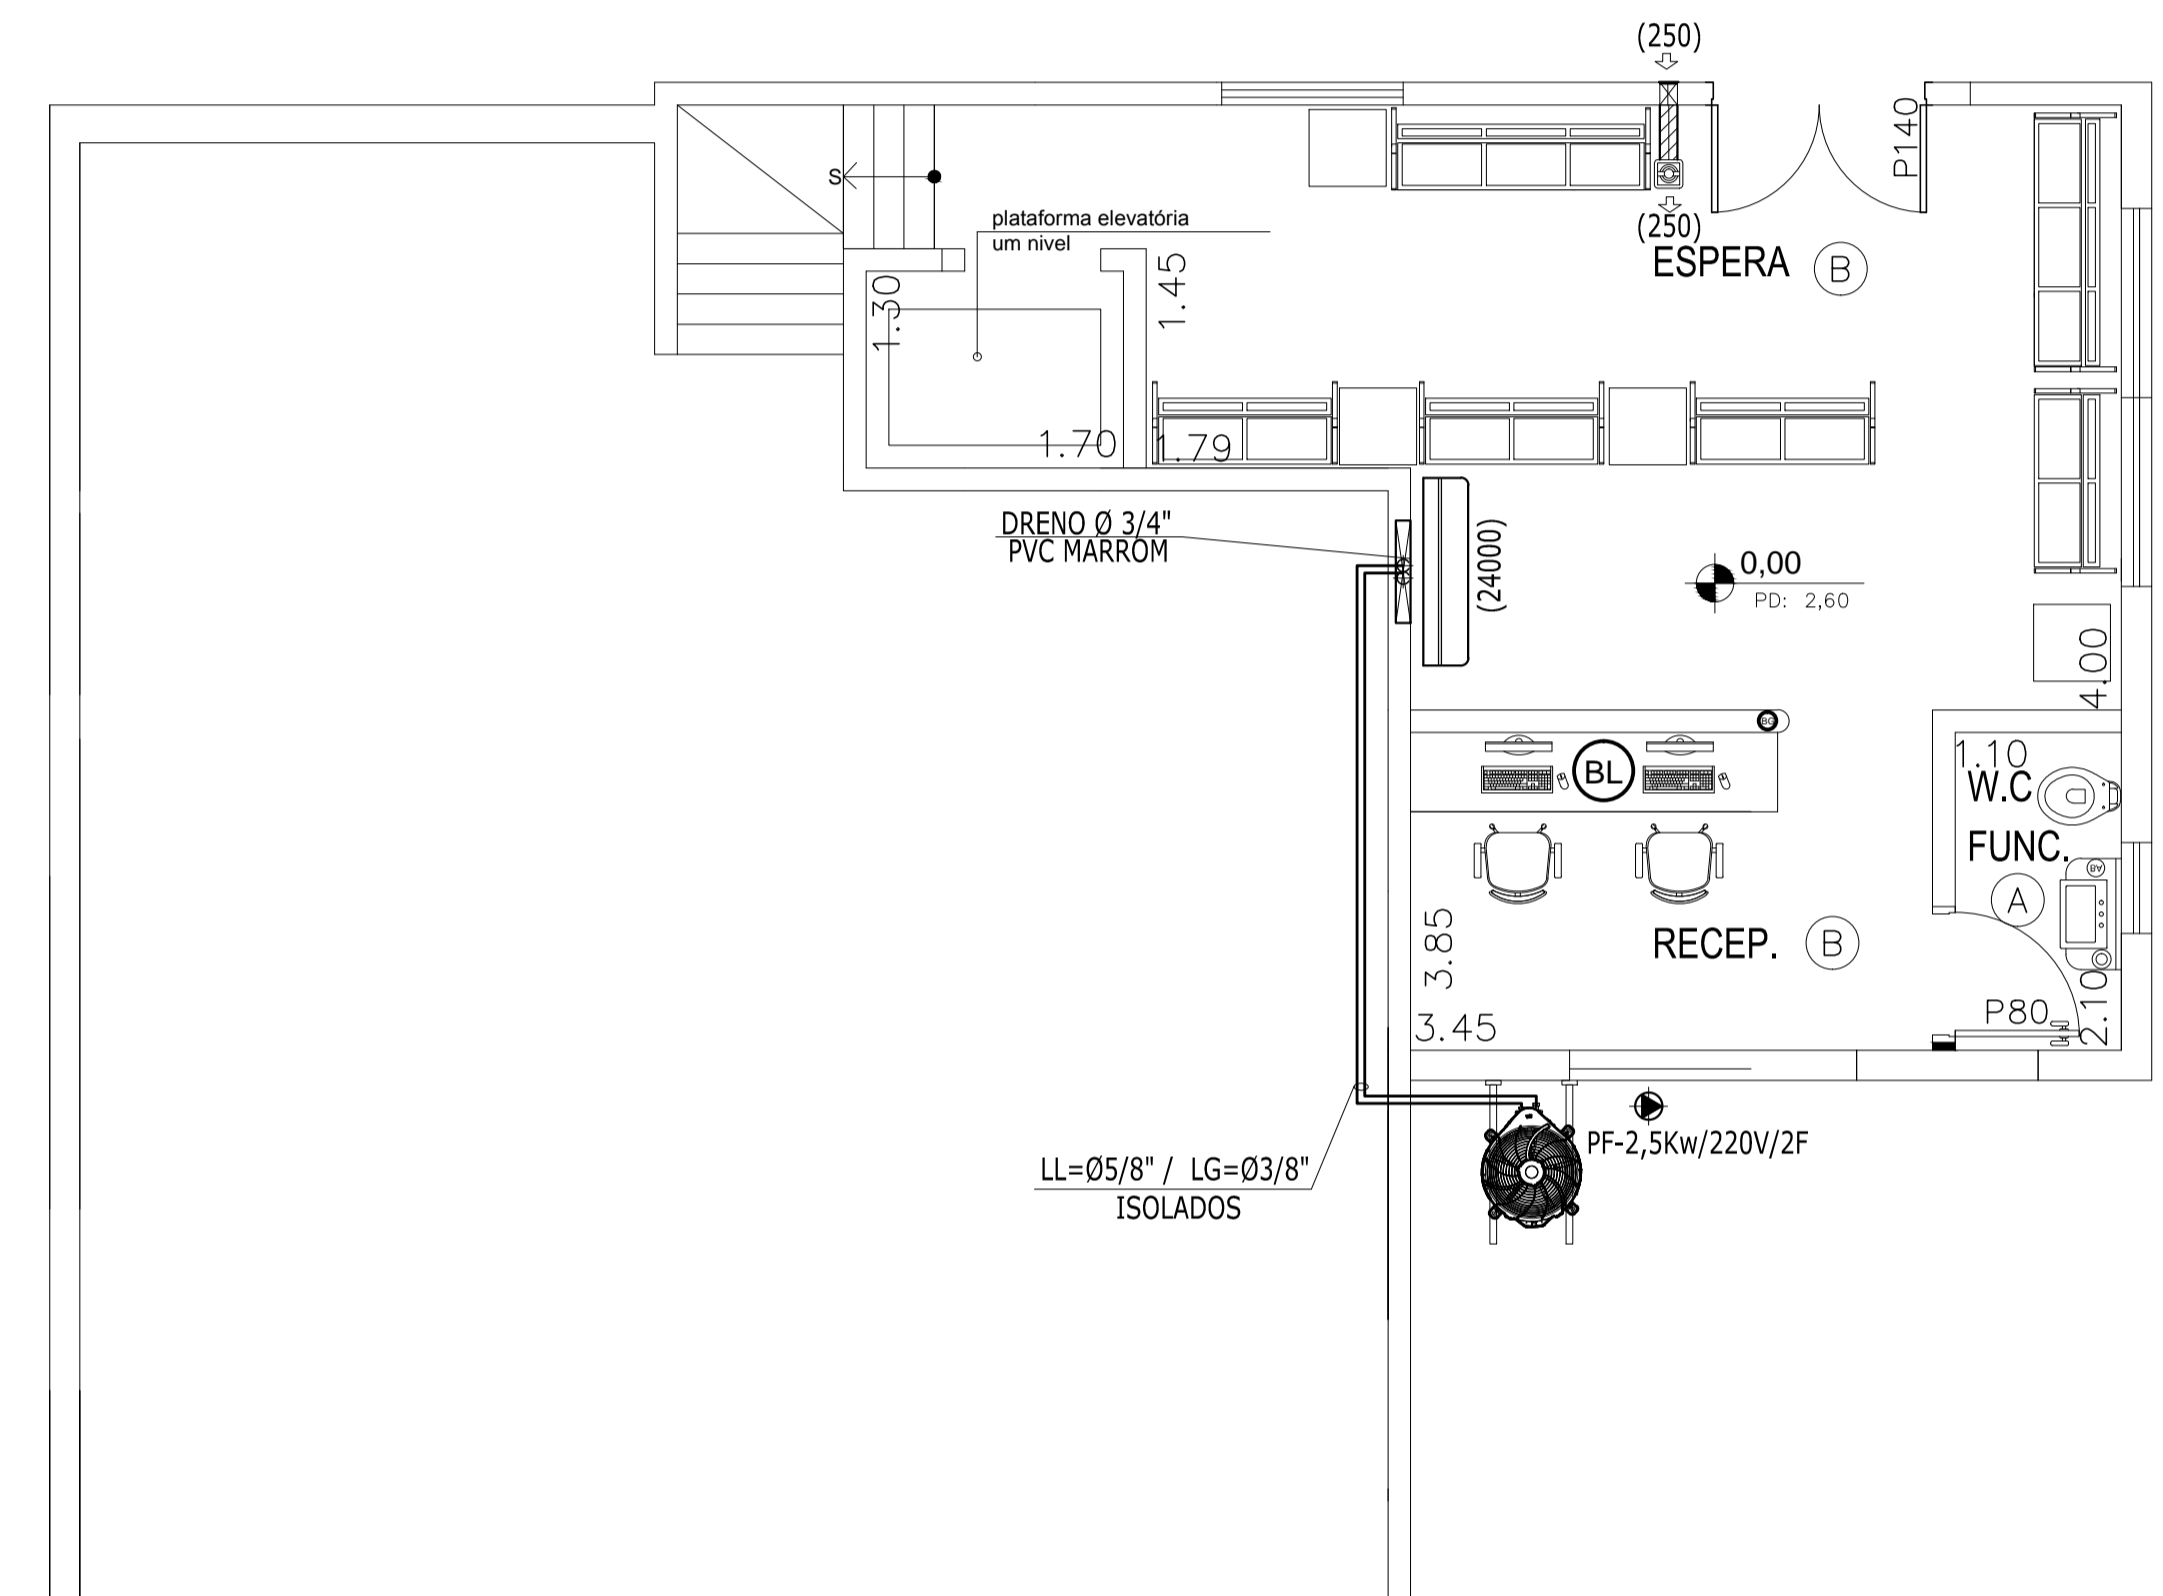 (250)
P140
S
plataforma elevatória
um nivel
(250)
ESPERA
B
1.30
1.45
1.70
1.79
DRENO Ø 3/4"
PVC MARROM
(24000)
0,00
PD: 2,60
4.00
BG
1.10
W.C
BL
FUNC.
AB
A
3.85
RECEP.
B
2.10
P80
3.45
PF-2,5Kw/220V/2F
LL=Ø5/8" / LG=Ø3/8"
ISOLADOS